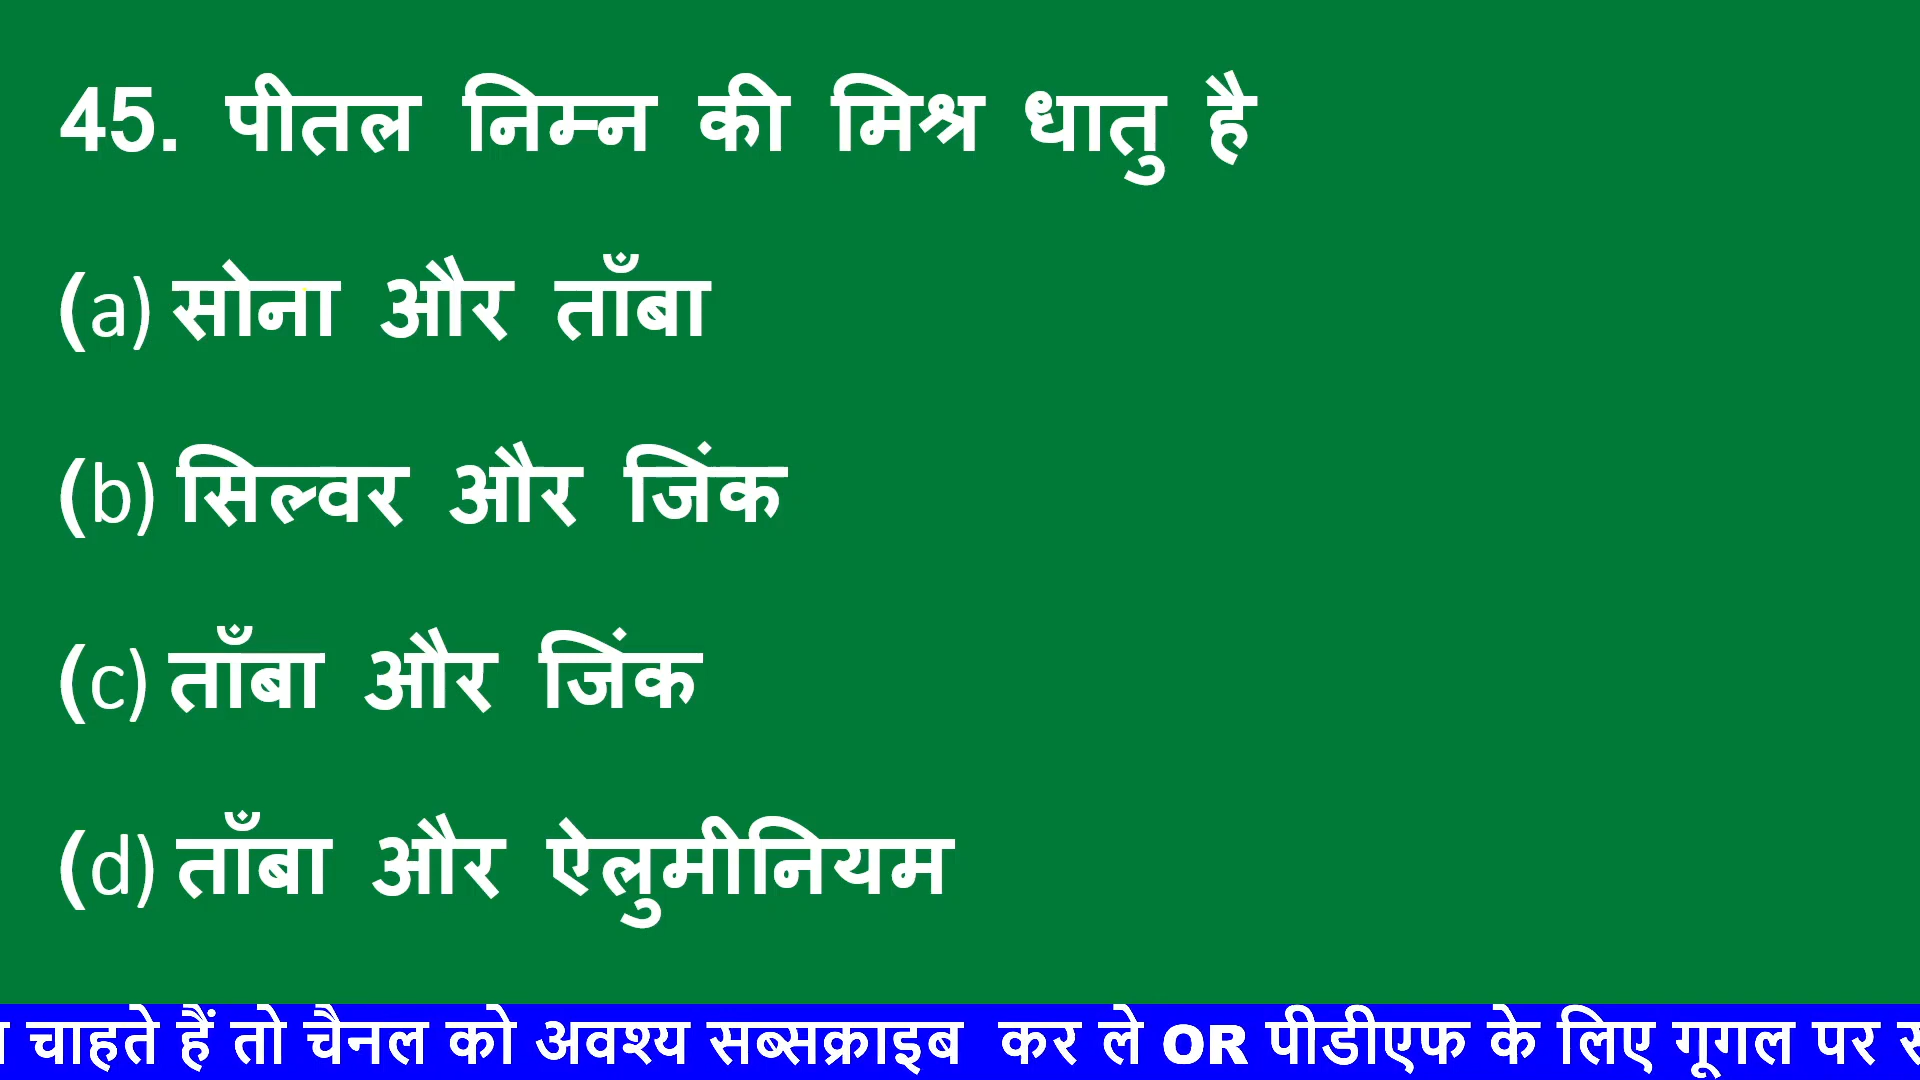 45. पीतल निम्न की मिश्र धातु है
(a) सोना और ताँबा
(b) सिल्वर और जिंक
(c) ताँबा और जिंक
(d) ताँबा और ऐलुमीनियम
चाहते हैं तो चैनल को अवश्य सब्सक्राइब कर ले OR पीडीएफ के लिए गूगल पर